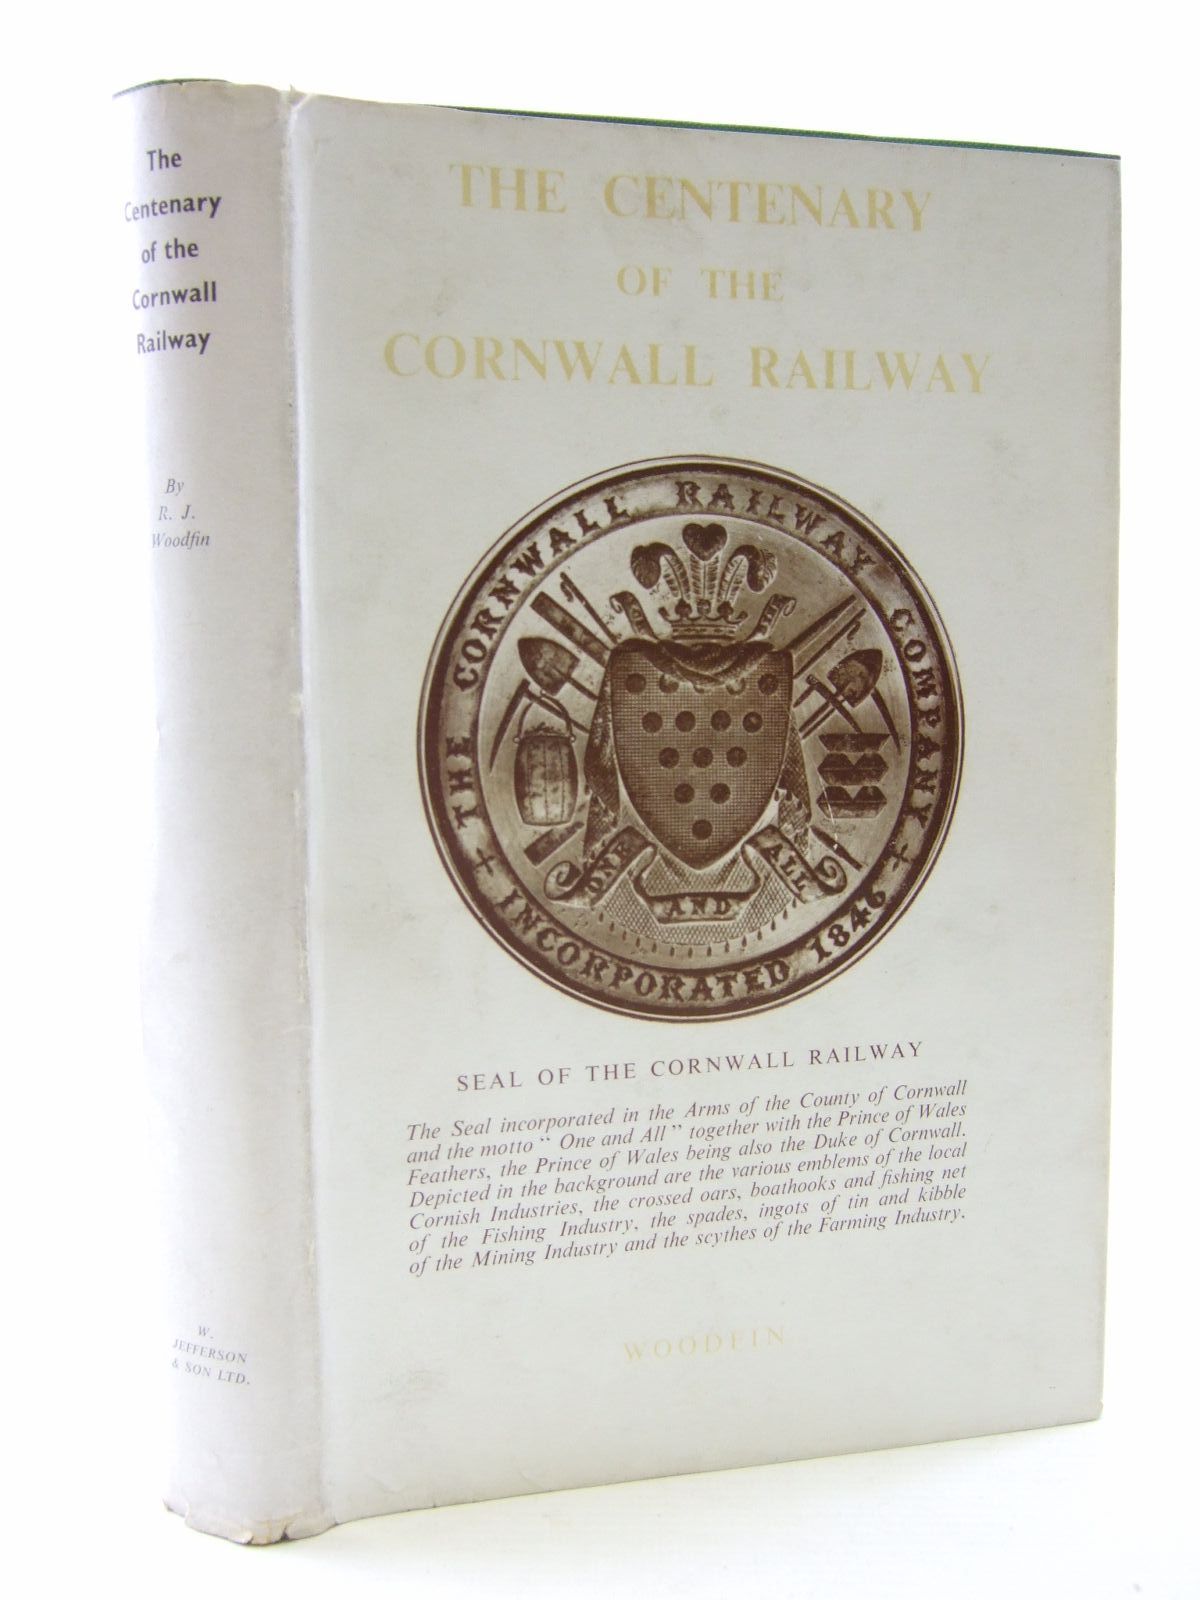 The
Centenary
of the
Cornwall
Railway
By
R. J.
Woodfin
W.
JEFFERSON
& SON LTD.
THE CENTENARY
OF THE
CORNWALL RAILWAY
THE CORNWALL RAILWAY COMPANY
INCORPORATED 1846
ONE AND ALL
SEAL OF THE CORNWALL RAILWAY
The Seal incorporated in the Arms of the County of Cornwall
and the motto “ One and All ” together with the Prince of Wales
Feathers, the Prince of Wales being also the Duke of Cornwall.
Depicted in the background are the various emblems of the local
Cornish Industries, the crossed oars, boathooks and fishing net
of the Fishing Industry, the spades, ingots of tin and kibble
of the Mining Industry and the scythes of the Farming Industry.
WOODFIN